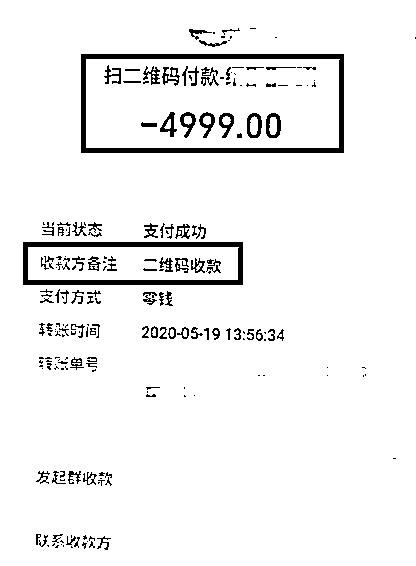 扫二维码付款-给
-4999.00
当前状态 支付成功
收款方备注 二维码收款
支付方式 零钱
转账时间 2020-05-19 13:56:34
转账单号
发起群收款
联系收款方